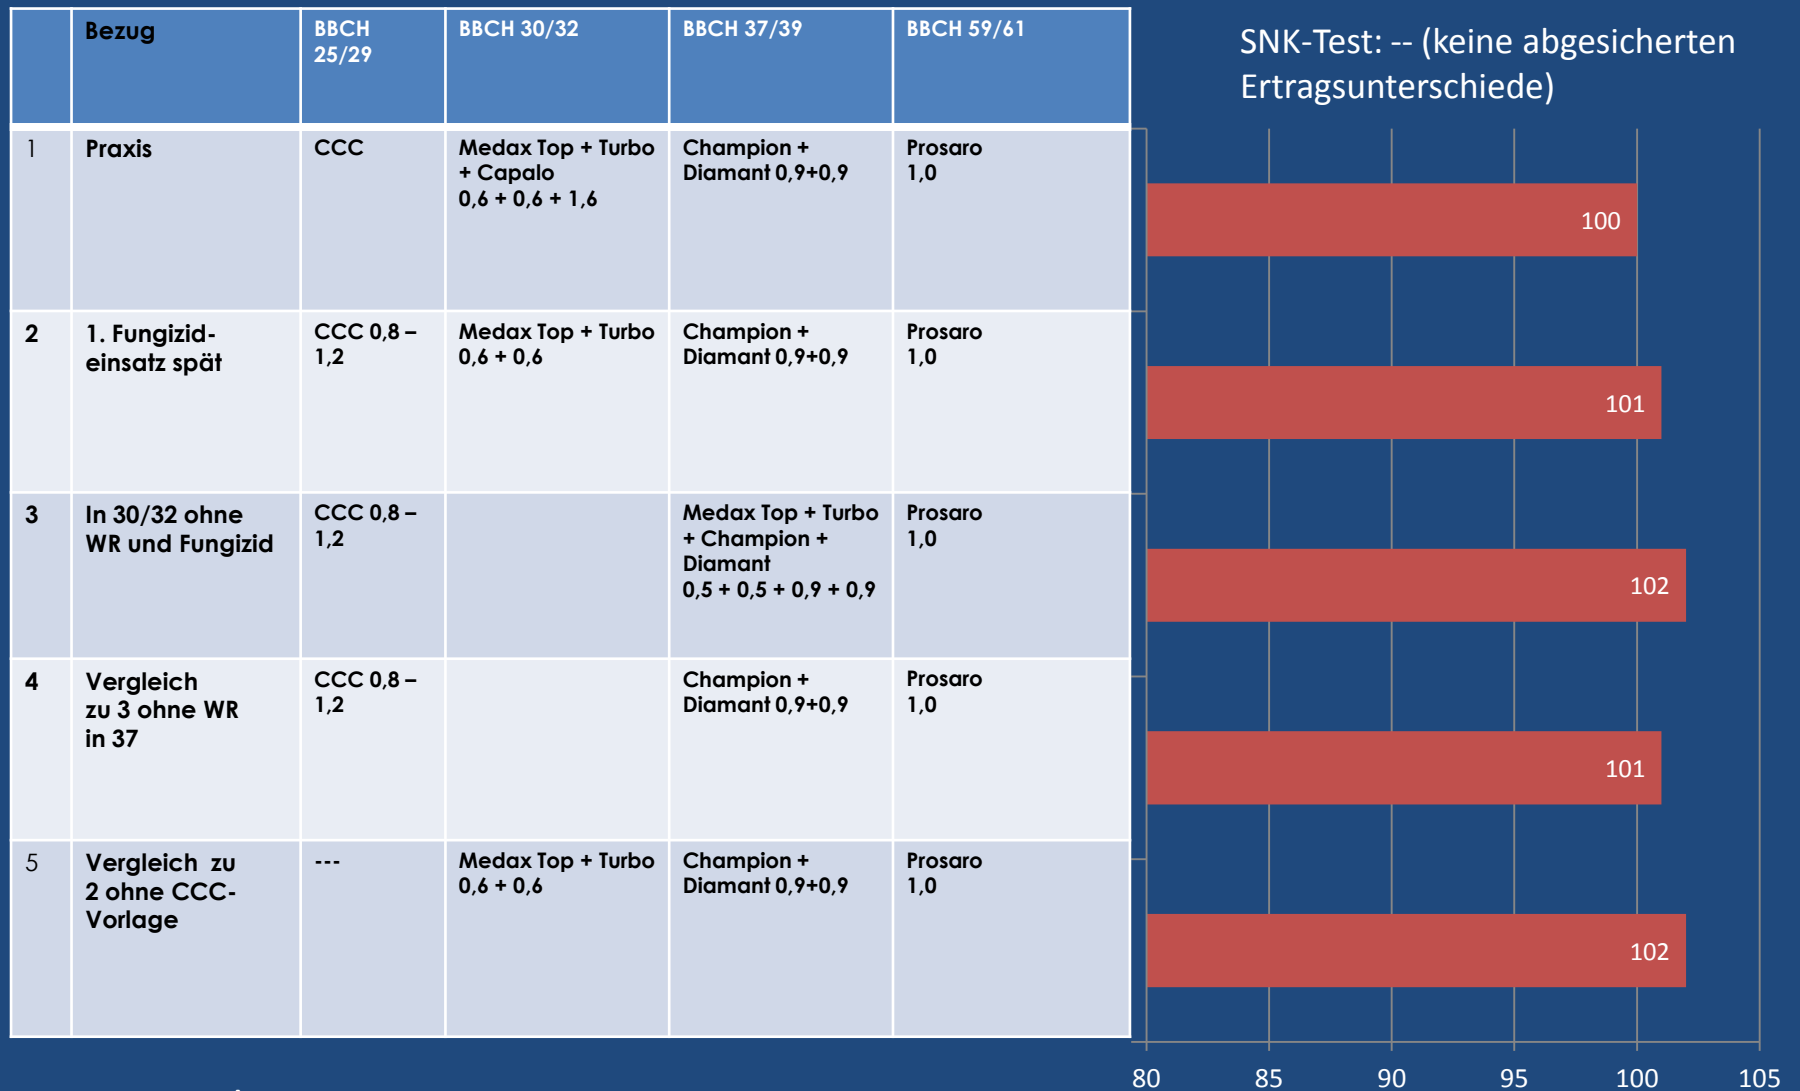 Bezug
BBCH
25/29
BBCH 30/32
BBCH 37/39
BBCH 59/61
SNK-Test: -- (keine abgesicherten
Ertragsunterschiede)
1
Praxis
CCC
Medax Top + Turbo
+ Capalo
0,6 + 0,6 + 1,6
Champion +
Diamant 0,9+0,9
Prosaro
1,0
100
2
1. Fungizid-
einsatz spät
CCC 0,8 –
1,2
Medax Top + Turbo
0,6 + 0,6
Champion +
Diamant 0,9+0,9
Prosaro
1,0
101
3
In 30/32 ohne
WR und Fungizid
CCC 0,8 –
1,2
Medax Top + Turbo
+ Champion +
Diamant
0,5 + 0,5 + 0,9 + 0,9
Prosaro
1,0
102
4
Vergleich
zu 3 ohne WR
in 37
CCC 0,8 –
1,2
Champion +
Diamant 0,9+0,9
Prosaro
1,0
101
5
Vergleich zu
2 ohne CCC-
Vorlage
---
Medax Top + Turbo
0,6 + 0,6
Champion +
Diamant 0,9+0,9
Prosaro
1,0
102
80 85 90 95 100 105